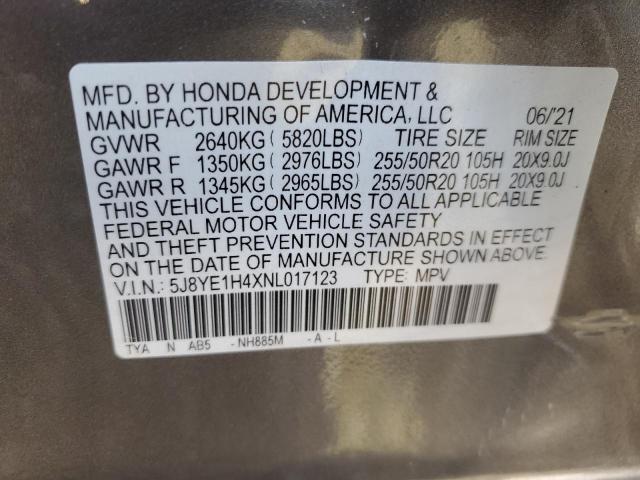 MFD. BY HONDA DEVELOPMENT &
MANUFACTURING OF AMERICA, LLC 06/'21
GVWR 2640KG ( 5820LBS) TIRE SIZE RIM SIZE
GAWR F 1350KG ( 2976LBS) 255/50R20 105H 20X9.0J
GAWR R 1345KG ( 2965LBS) 255/50R20 105H 20X9.0J
THIS VEHICLE CONFORMS TO ALL APPLICABLE
FEDERAL MOTOR VEHICLE SAFETY
AND THEFT PREVENTION STANDARDS IN EFFECT
ON THE DATE OF MANUFACTURE SHOWN ABOVE.
V.I.N.: 5J8YE1H4XNL017123 TYPE: MPV
TYA N AB5 -NH885M -A-L